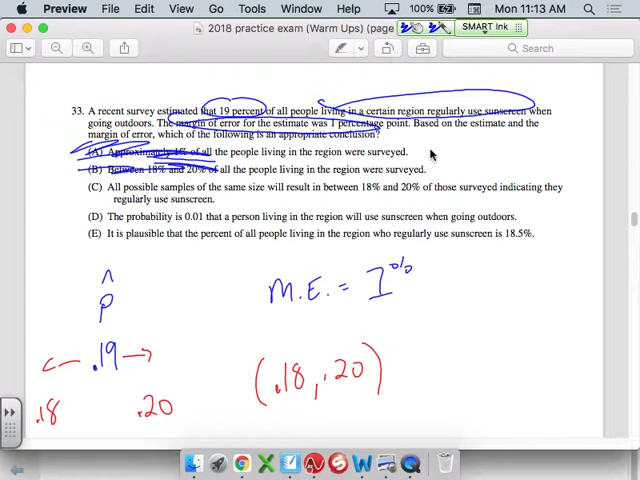 Preview File Edit View Go Tools Window Help 100% Mon 11:13 AM
2018 practice exam (Warm Ups) (page
SMART Ink
Search
33. A recent survey estimated that 19 percent of all people living in a certain region regularly use sunscreen when
going outdoors. The margin of error for the estimate was 1 percentage point. Based on the estimate and the
margin of error, which of the following is an appropriate conclusion?
(A) Approximately 1% of all the people living in the region were surveyed.
(B) Between 18% and 20% of all the people living in the region were surveyed.
(C) All possible samples of the same size will result in between 18% and 20% of those surveyed indicating they
regularly use sunscreen.
(D) The probability is 0.01 that a person living in the region will use sunscreen when going outdoors.
(E) It is plausible that the percent of all people living in the region who regularly use sunscreen is 18.5%.
p̂
M.E. = 1%
.19
(.18, .20)
.18 .20